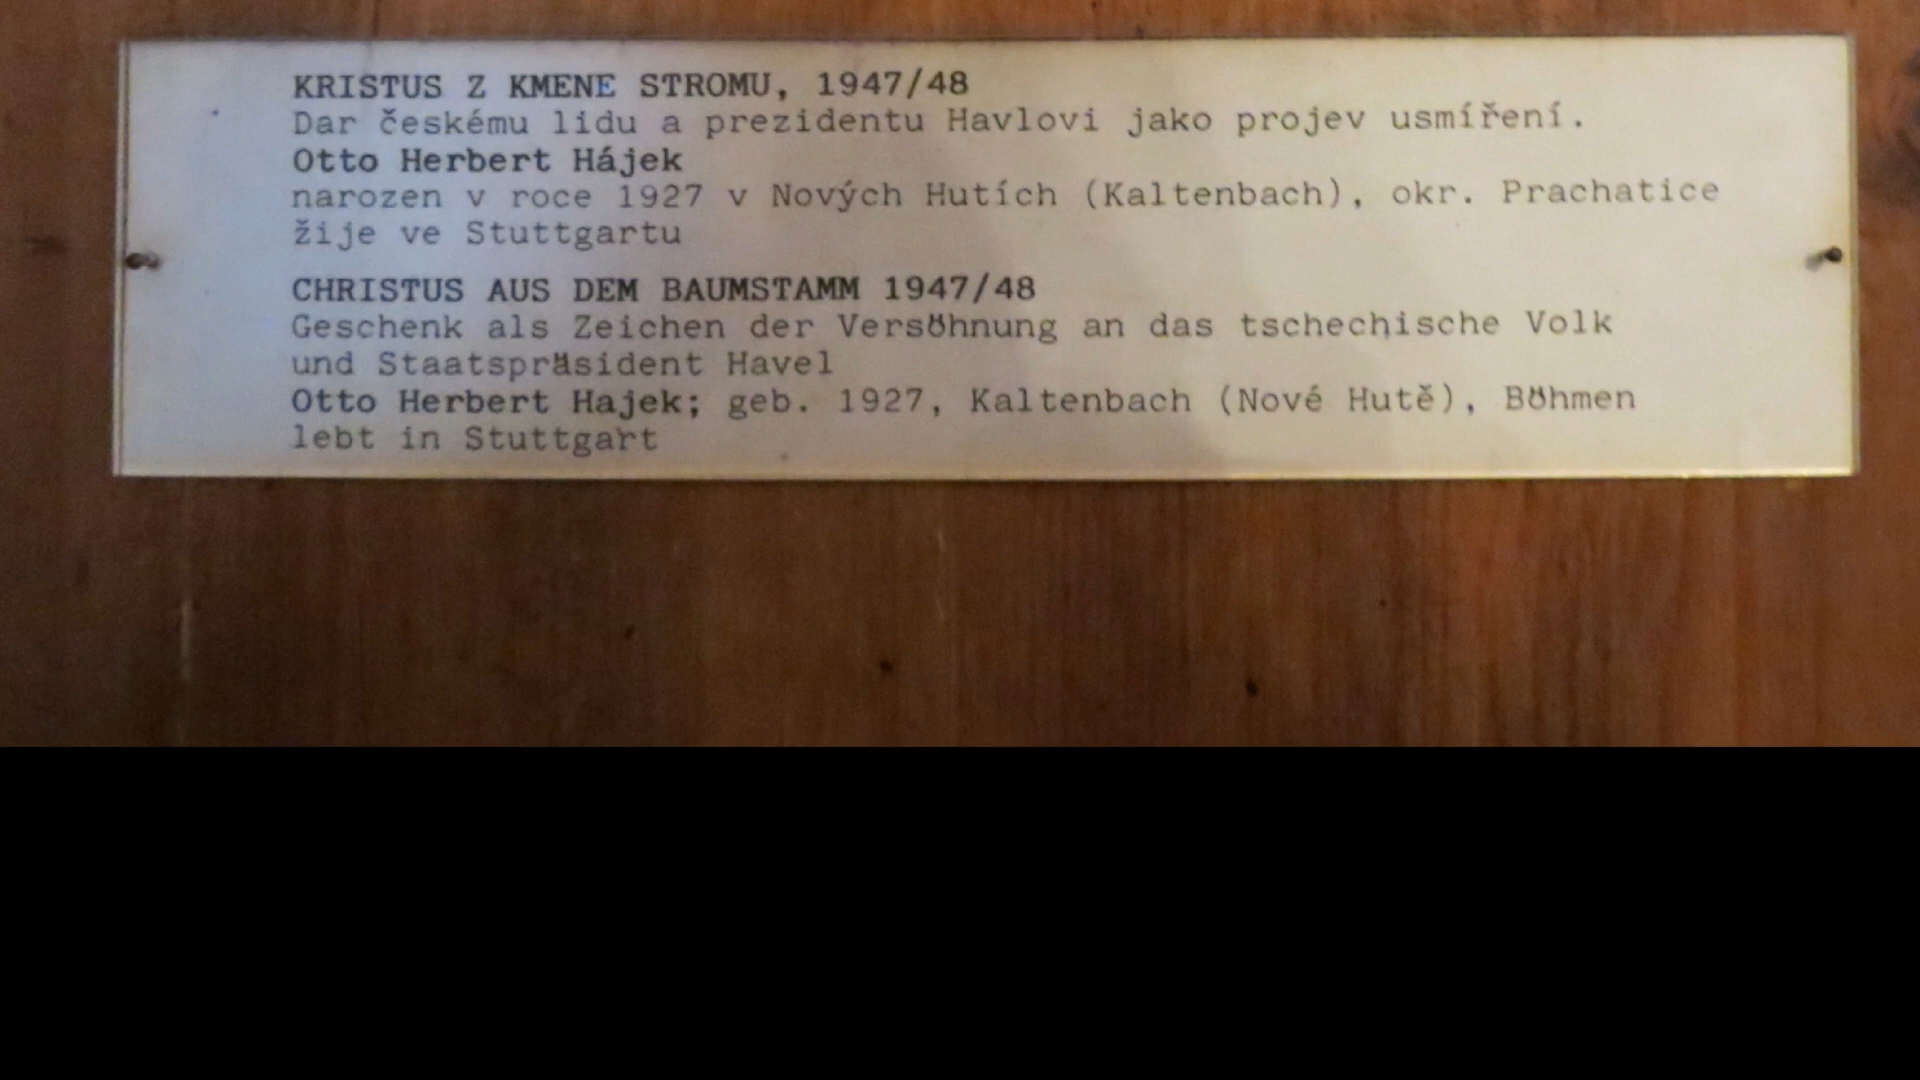 KRISTUS Z KMENE STROMU, 1947/48
Dar českému lidu a prezidentu Havlovi jako projev usmíření.
Otto Herbert Hájek
narozen v roce 1927 v Nových Hutích (Kaltenbach), okr. Prachatice
žije ve Stuttgartu
CHRISTUS AUS DEM BAUMSTAMM 1947/48
Geschenk als Zeichen der Versöhnung an das tschechische Volk
und Staatspräsident Havel
Otto Herbert Hajek; geb. 1927, Kaltenbach (Nové Hutě), Böhmen
lebt in Stuttgart